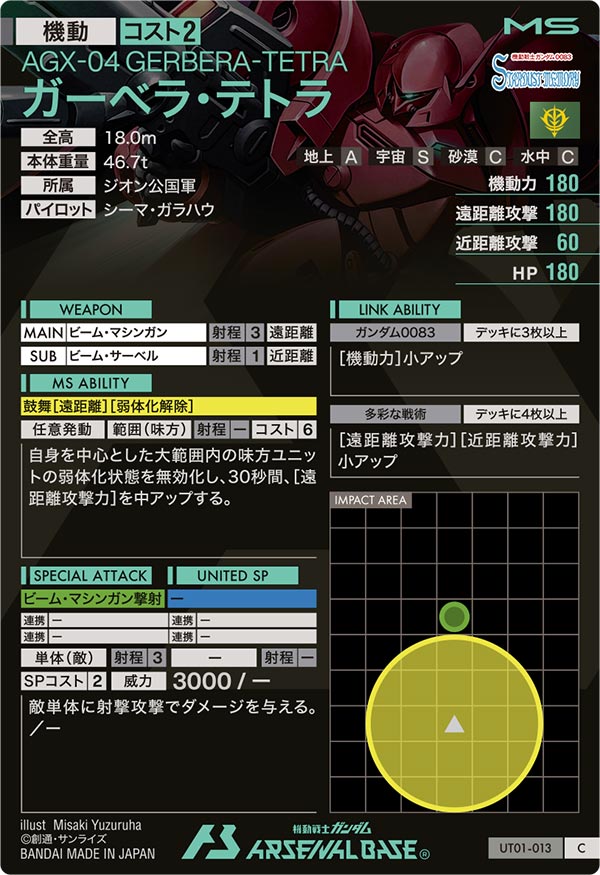 機動 コスト2 MS
AGX-04 GERBERA-TETRA
ガーベラ・テトラ
機動戦士ガンダム 0083
STARDUST MEMORY
全高 18.0m
本体重量 46.7t
所属 ジオン公国軍
パイロット シーマ・ガラハウ
地上 A 宇宙 S 砂漠 C 水中 C
機動力 180
遠距離攻撃 180
近距離攻撃 60
HP 180
WEAPON
MAIN ビーム・マシンガン 射程 3 遠距離
SUB ビーム・サーベル 射程 1 近距離
MS ABILITY
鼓舞[遠距離][弱体化解除]
任意発動 範囲(味方) 射程 ー コスト 6
自身を中心とした大範囲内の味方ユニ
ットの弱体化状態を無効化し、30秒間、[遠
距離攻撃力]を中アップする。
LINK ABILITY
ガンダム0083 デッキに3枚以上
[機動力]小アップ
多彩な戦術 デッキに4枚以上
[遠距離攻撃力][近距離攻撃力]
小アップ
IMPACT AREA
SPECIAL ATTACK UNITED SP
ビーム・マシンガン掃射 ー
連携 ー 連携 ー
連携 ー 連携 ー
単体(敵) 射程 3 ー 射程 ー
SPコスト 2 威力 3000 / ー
敵単体に射撃攻撃でダメージを与える。
／ー
illust Misaki Yuzuruha
©創通・サンライズ
BANDAI MADE IN JAPAN
機動戦士ガンダム
AB ARSENAL BASE ®
UT01-013 C